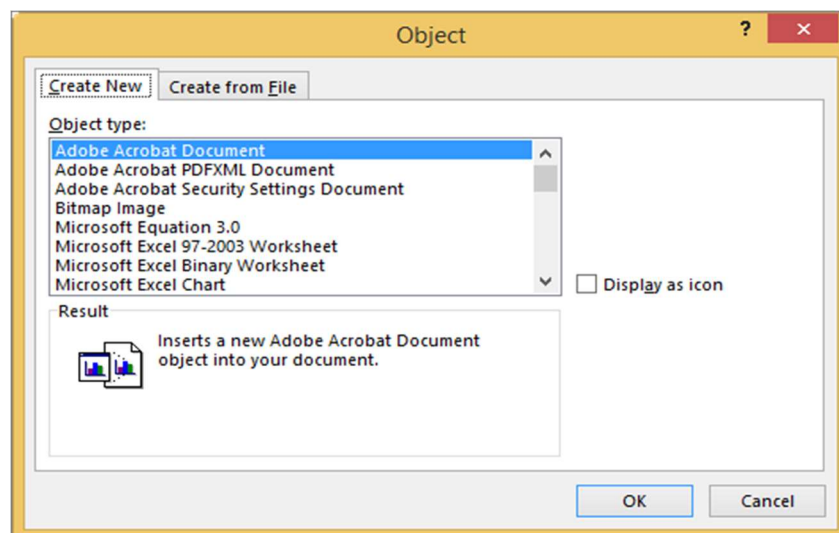 Object
?
Create New
Create from File
Object type:
Adobe Acrobat Document
Adobe Acrobat PDFXML Document
Adobe Acrobat Security Settings Document
Bitmap Image
Microsoft Equation 3.0
Microsoft Excel 97-2003 Worksheet
Microsoft Excel Binary Worksheet
Microsoft Excel Chart
Display as icon
Result
Inserts a new Adobe Acrobat Document
object into your document.
OK
Cancel